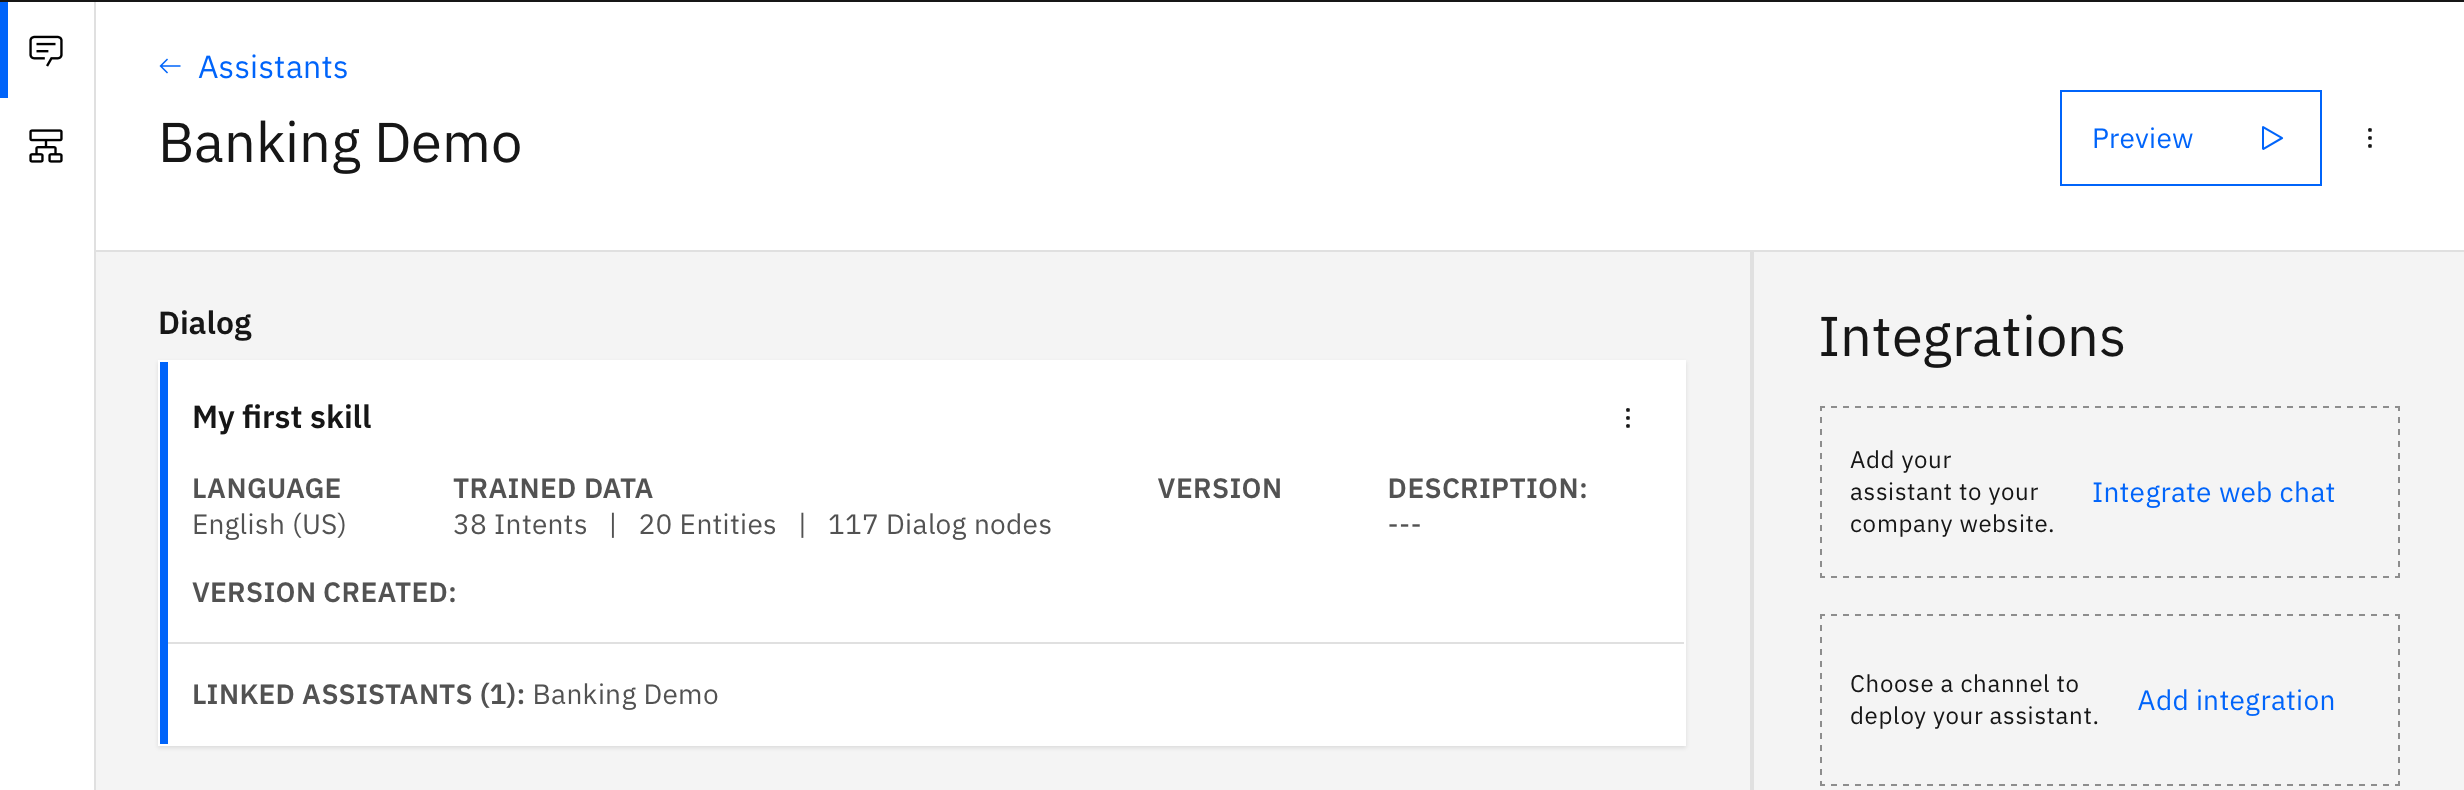 ← Assistants
Banking Demo
Preview
Dialog
My first skill
LANGUAGE TRAINED DATA VERSION DESCRIPTION:
English (US) 38 Intents | 20 Entities | 117 Dialog nodes ---
VERSION CREATED:
LINKED ASSISTANTS (1): Banking Demo
Integrations
Add your
assistant to your
company website.
Integrate web chat
Choose a channel to
deploy your assistant.
Add integration